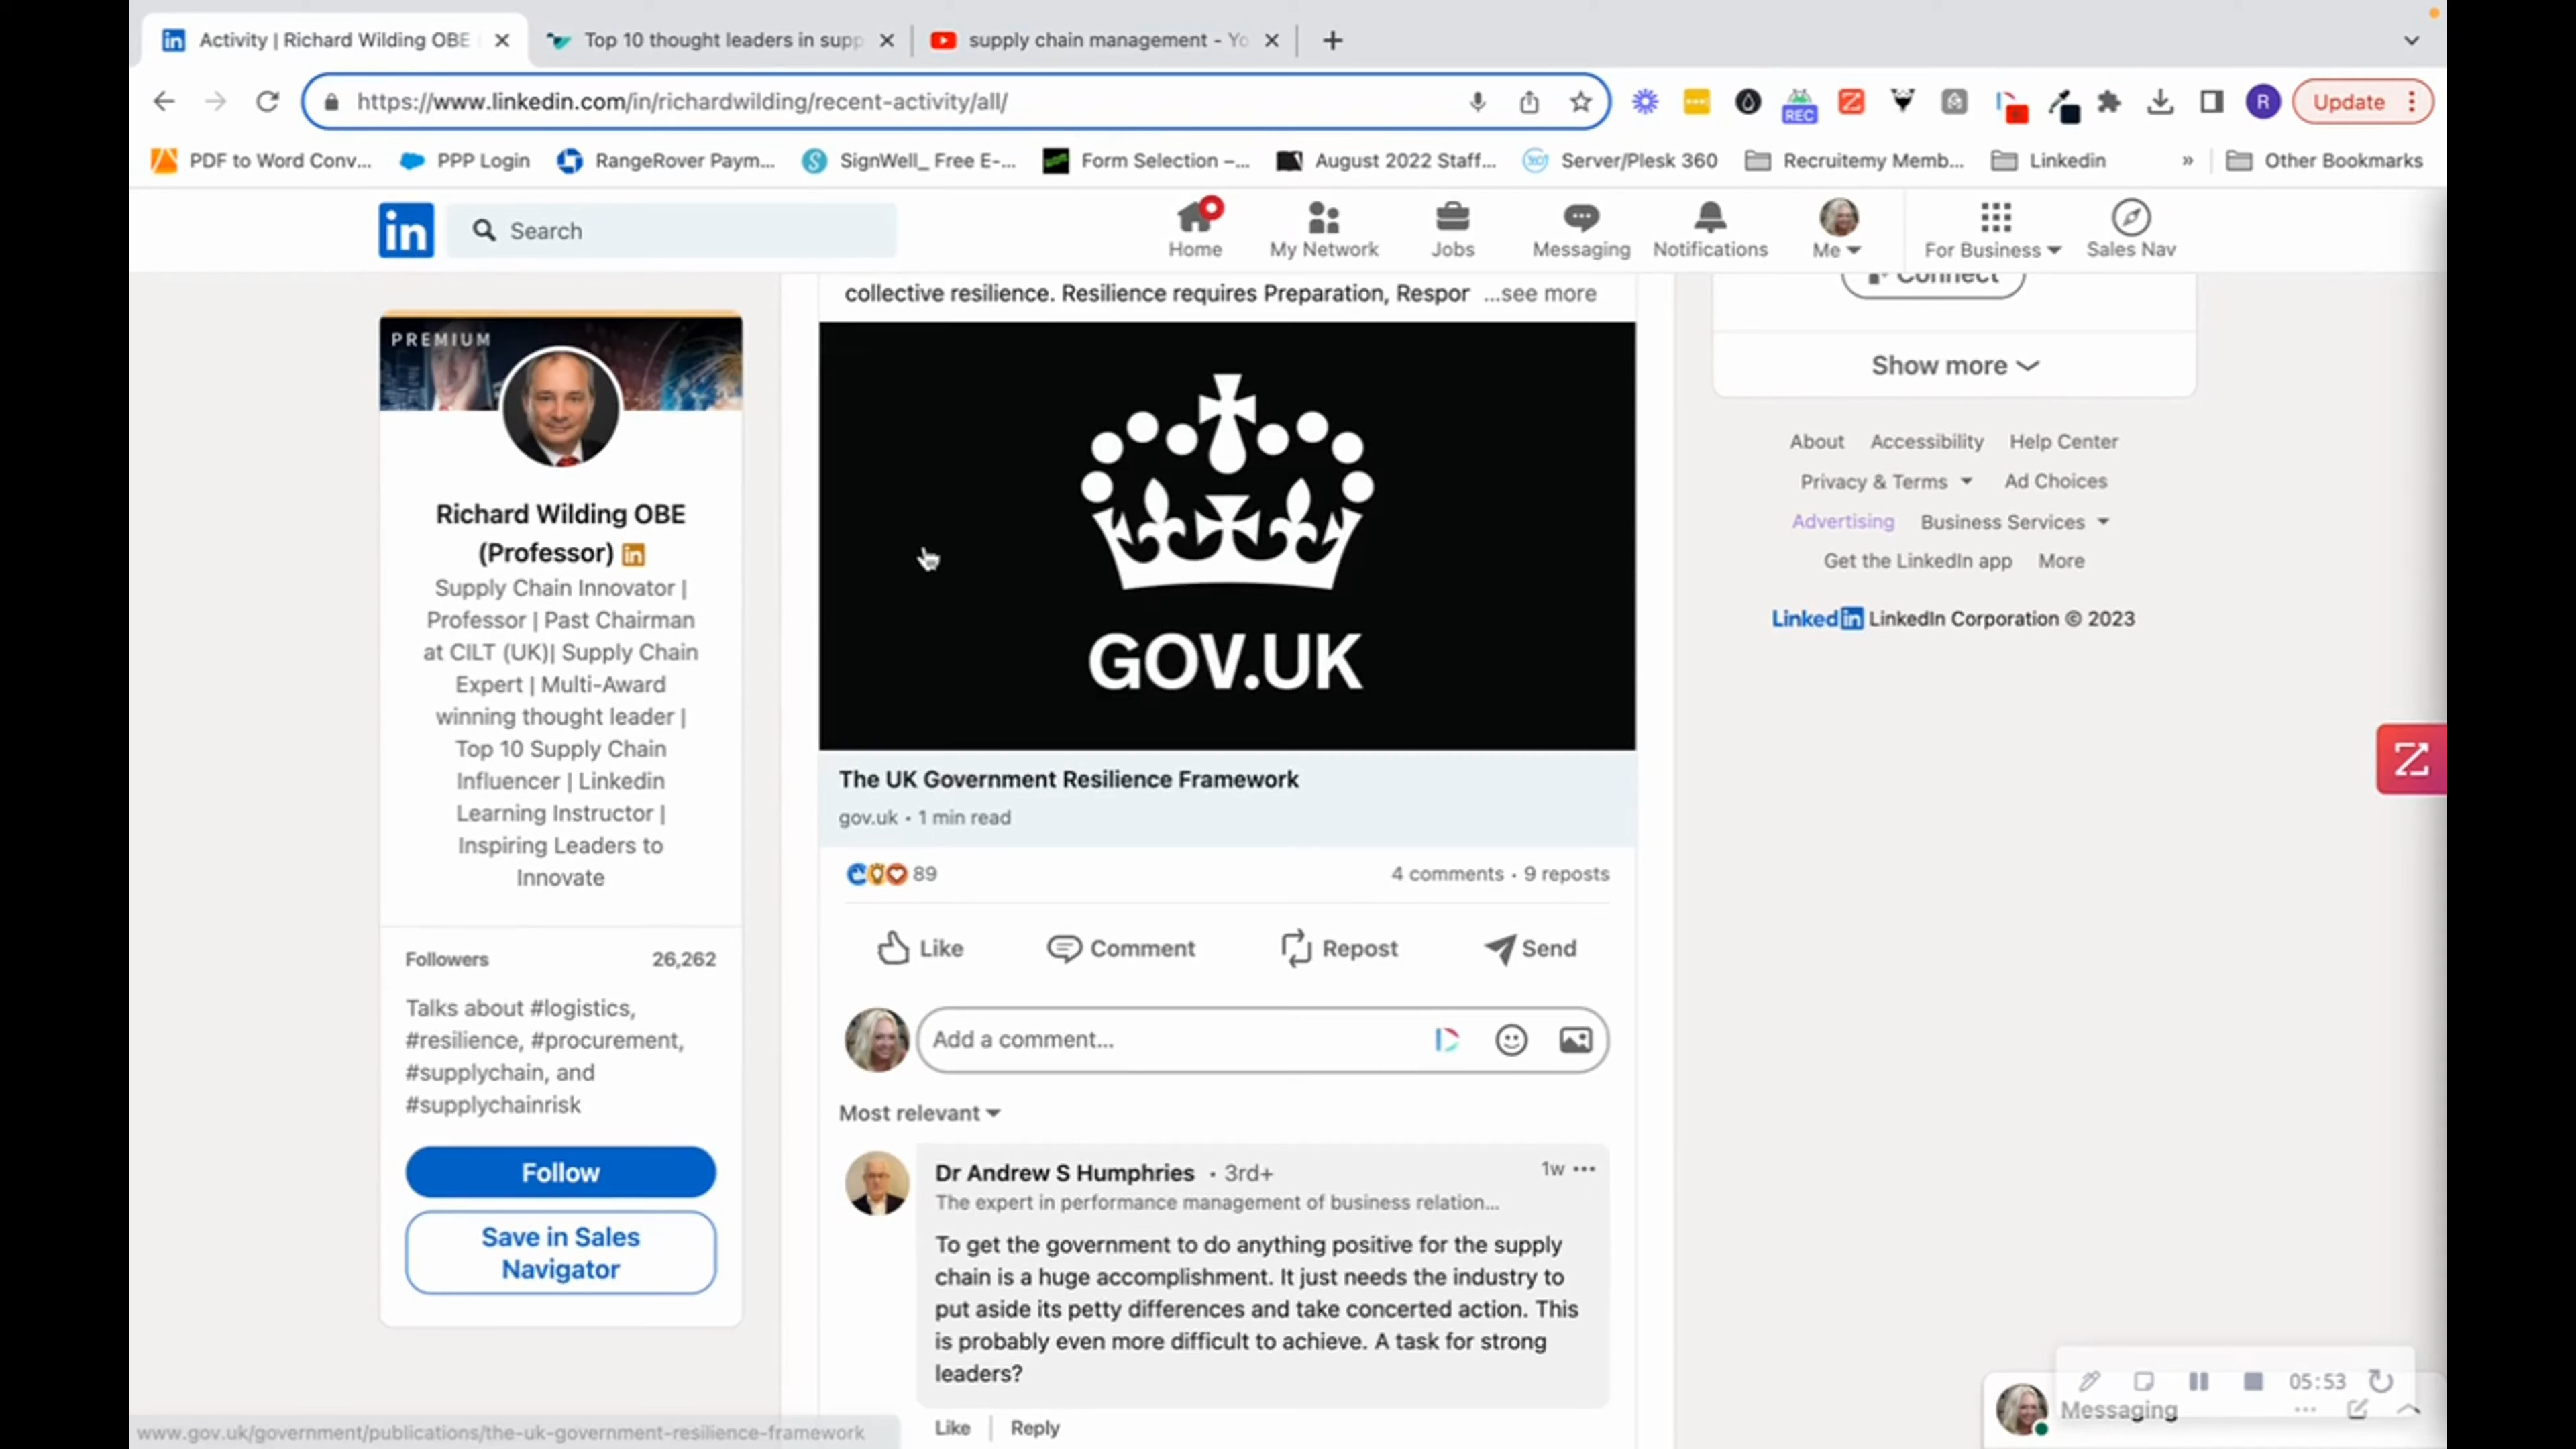 Activity | Richard Wilding OBE
Top 10 thought leaders in supp
supply chain management - Yo
https://www.linkedin.com/in/richardwilding/recent-activity/all/
REC
R
Update
PDF to Word Conv...
PPP Login
RangeRover Paym...
SignWell_ Free E-...
Form Selection –...
August 2022 Staff...
Server/Plesk 360
Recruitemy Memb...
Linkedin
»
Other Bookmarks
in
Search
Home
My Network
Jobs
Messaging
Notifications
Me
For Business
Sales Nav
PREMIUM
Richard Wilding OBE
(Professor) in
Supply Chain Innovator |
Professor | Past Chairman
at CILT (UK)| Supply Chain
Expert | Multi-Award
winning thought leader |
Top 10 Supply Chain
Influencer | Linkedin
Learning Instructor |
Inspiring Leaders to
Innovate
Followers 26,262
Talks about #logistics,
#resilience, #procurement,
#supplychain, and
#supplychainrisk
Follow
Save in Sales
Navigator
collective resilience. Resilience requires Preparation, Respor ...see more
GOV.UK
The UK Government Resilience Framework
gov.uk • 1 min read
89
4 comments • 9 reposts
Like
Comment
Repost
Send
Add a comment...
Most relevant
Dr Andrew S Humphries • 3rd+
1w
The expert in performance management of business relation...
To get the government to do anything positive for the supply
chain is a huge accomplishment. It just needs the industry to
put aside its petty differences and take concerted action. This
is probably even more difficult to achieve. A task for strong
leaders?
Like
Reply
Connect
Show more
About Accessibility Help Center
Privacy & Terms Ad Choices
Advertising Business Services
Get the LinkedIn app More
Linkedin LinkedIn Corporation © 2023
05:53
Messaging
www.gov.uk/government/publications/the-uk-government-resilience-framework